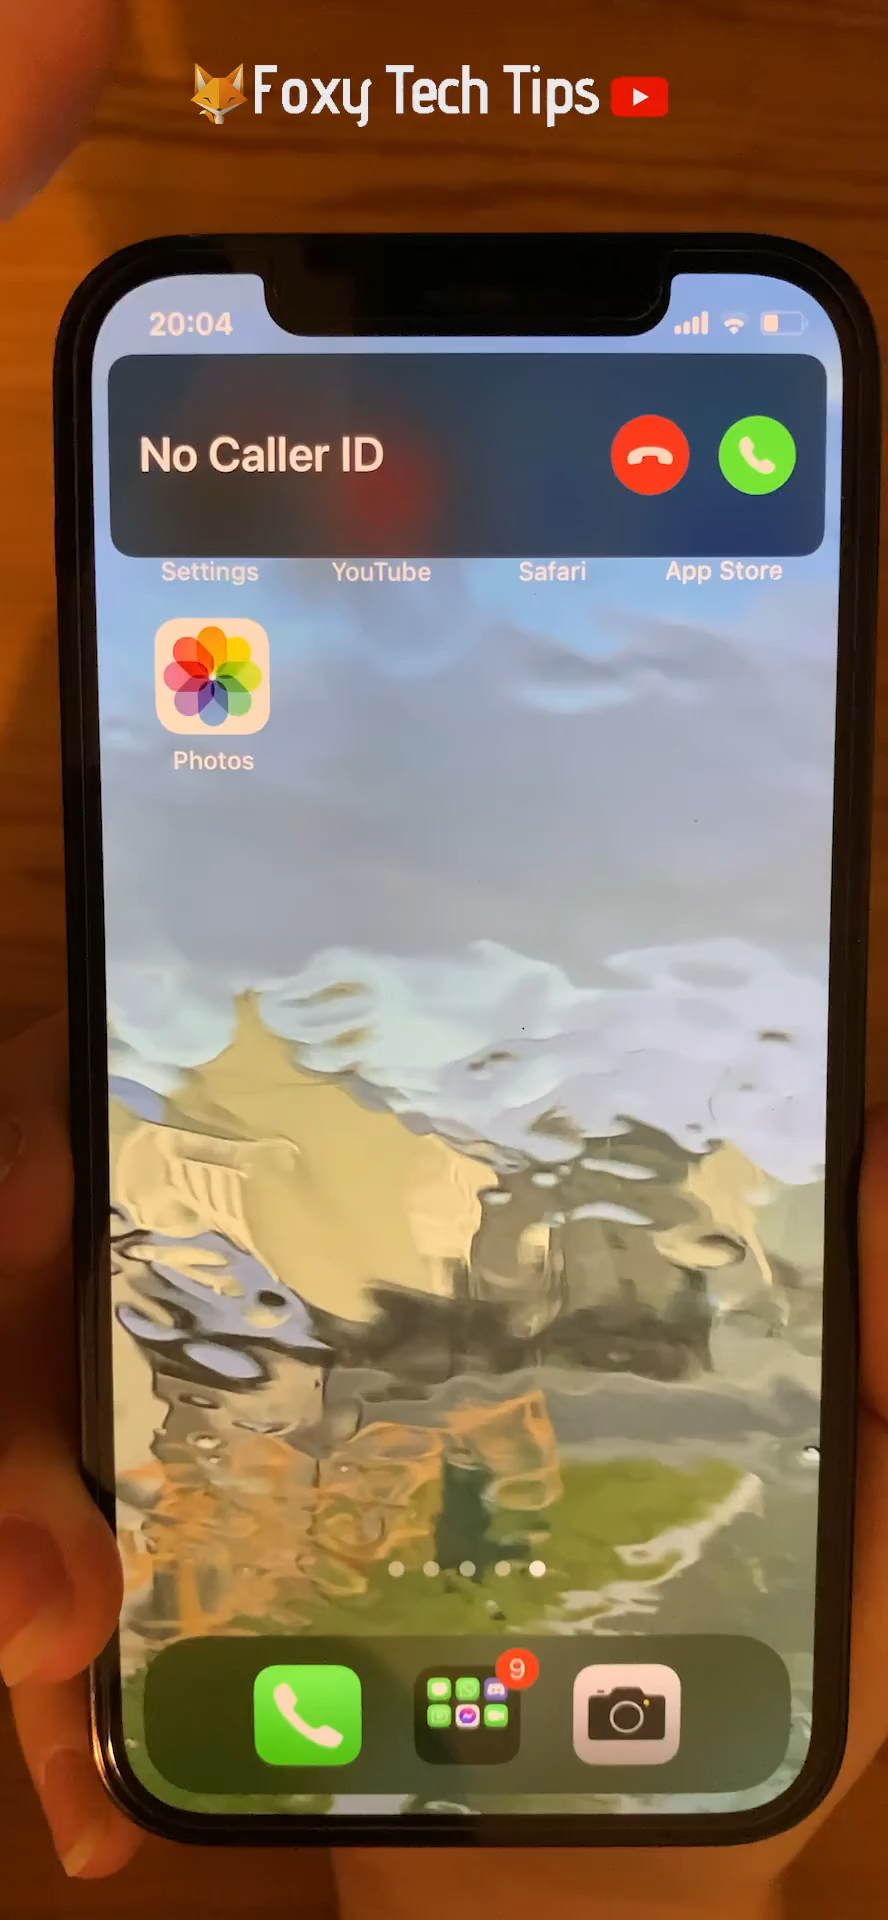 Foxy Tech Tips
20:04
No Caller ID
Settings YouTube Safari App Store
Photos
9